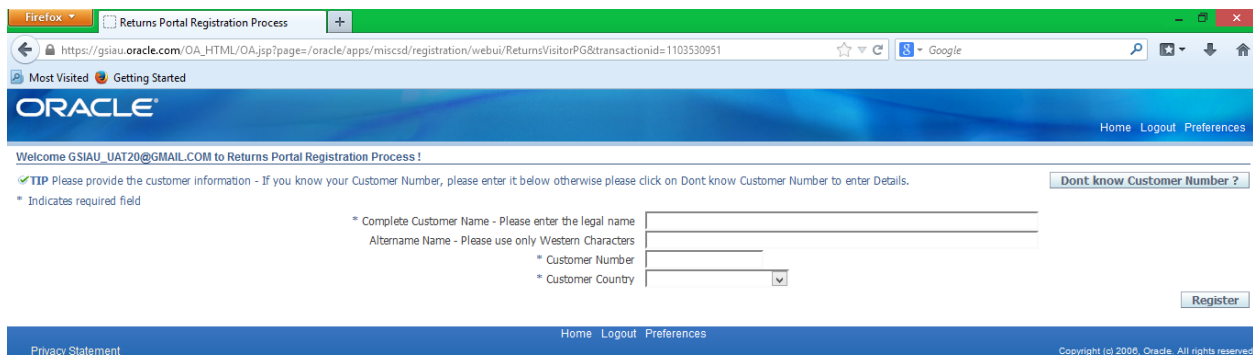 Firefox
Returns Portal Registration Process
https://gsiau.oracle.com/OA_HTML/OA.jsp?page=/oracle/apps/miscsd/registration/webui/ReturnsVisitorPG&transactionid=1103530951
Google
Most Visited Getting Started
ORACLE
Home Logout Preferences
Welcome GSIAU_UAT20@GMAIL.COM to Returns Portal Registration Process !
TIP Please provide the customer information - If you know your Customer Number, please enter it below otherwise please click on Dont know Customer Number to enter Details.
Dont know Customer Number ?
* Indicates required field
* Complete Customer Name - Please enter the legal name
Altername Name - Please use only Western Characters
* Customer Number
* Customer Country
Register
Home Logout Preferences
Privacy Statement
Copyright (c) 2006, Oracle. All rights reserved